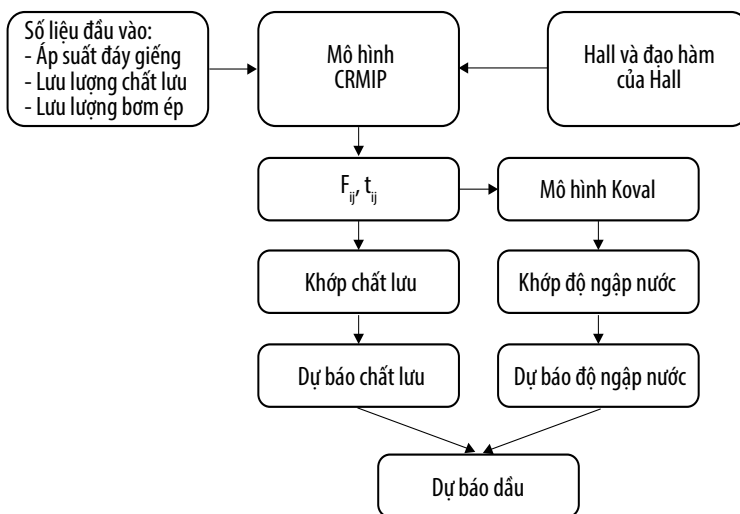 Số liệu đầu vào:
- Áp suất đáy giếng
- Lưu lượng chất lưu
- Lưu lượng bơm ép
Mô hình
CRMIP
Hall và đạo hàm
của Hall
Fij, tij
Mô hình Koval
Khớp chất lưu
Khớp độ ngập nước
Dự báo chất lưu
Dự báo độ ngập nước
Dự báo dầu